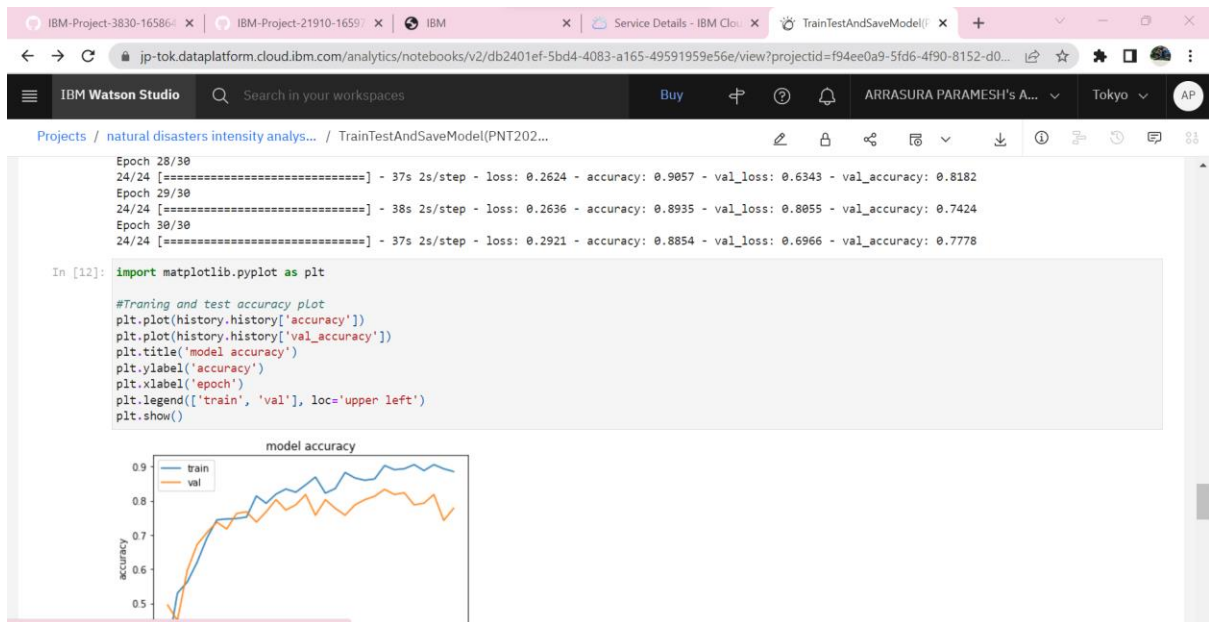 IBM-Project-3830-16586
IBM-Project-21910-1659
IBM
Service Details - IBM Clou
TrainTestAndSaveModel(P
jp-tok.dataplatform.cloud.ibm.com/analytics/notebooks/v2/db2401ef-5bd4-4083-a165-49591959e56e/view?projectid=f94ee0a9-5fd6-4f90-8152-d0...
IBM Watson Studio
Search in your workspaces
Buy
ARRASURA PARAMESH's A...
Tokyo
AP
Projects / natural disasters intensity analys... / TrainTestAndSaveModel(PNT202...
Epoch 28/30
24/24 [==============================] - 37s 2s/step - loss: 0.2624 - accuracy: 0.9057 - val_loss: 0.6343 - val_accuracy: 0.8182
Epoch 29/30
24/24 [==============================] - 38s 2s/step - loss: 0.2636 - accuracy: 0.8935 - val_loss: 0.8055 - val_accuracy: 0.7424
Epoch 30/30
24/24 [==============================] - 37s 2s/step - loss: 0.2921 - accuracy: 0.8854 - val_loss: 0.6966 - val_accuracy: 0.7778
In [12]: import matplotlib.pyplot as plt
#Traning and test accuracy plot
plt.plot(history.history['accuracy'])
plt.plot(history.history['val_accuracy'])
plt.title('model accuracy')
plt.ylabel('accuracy')
plt.xlabel('epoch')
plt.legend(['train', 'val'], loc='upper left')
plt.show()
model accuracy
train
val
0.9
0.8
0.7
0.6
0.5
accuracy